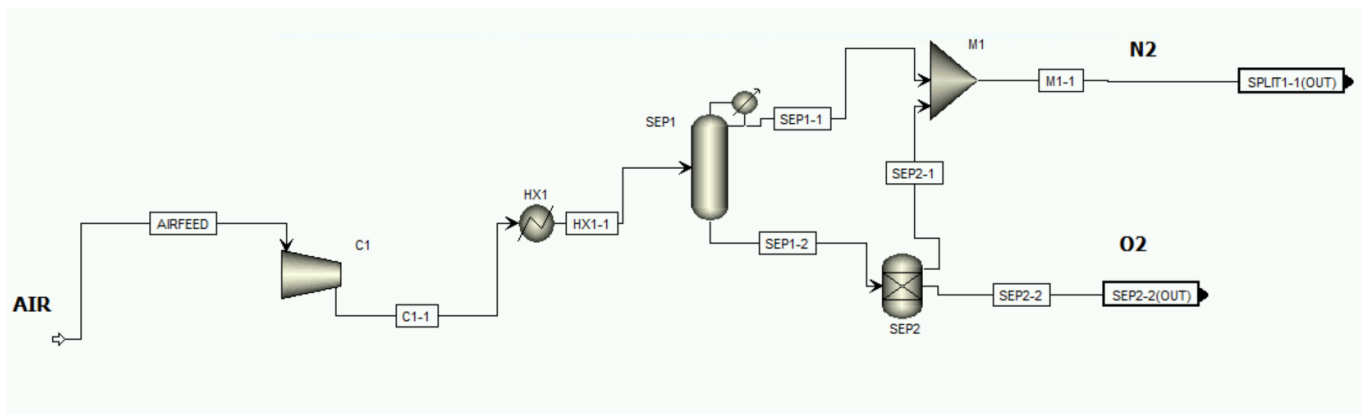 M1
N2
M1-1
SPLIT1-1(OUT)
SEP1
SEP1-1
SEP2-1
HX1
AIRFEED
HX1-1
C1
SEP1-2
O2
AIR
C1-1
SEP2-2
SEP2-2(OUT)
SEP2